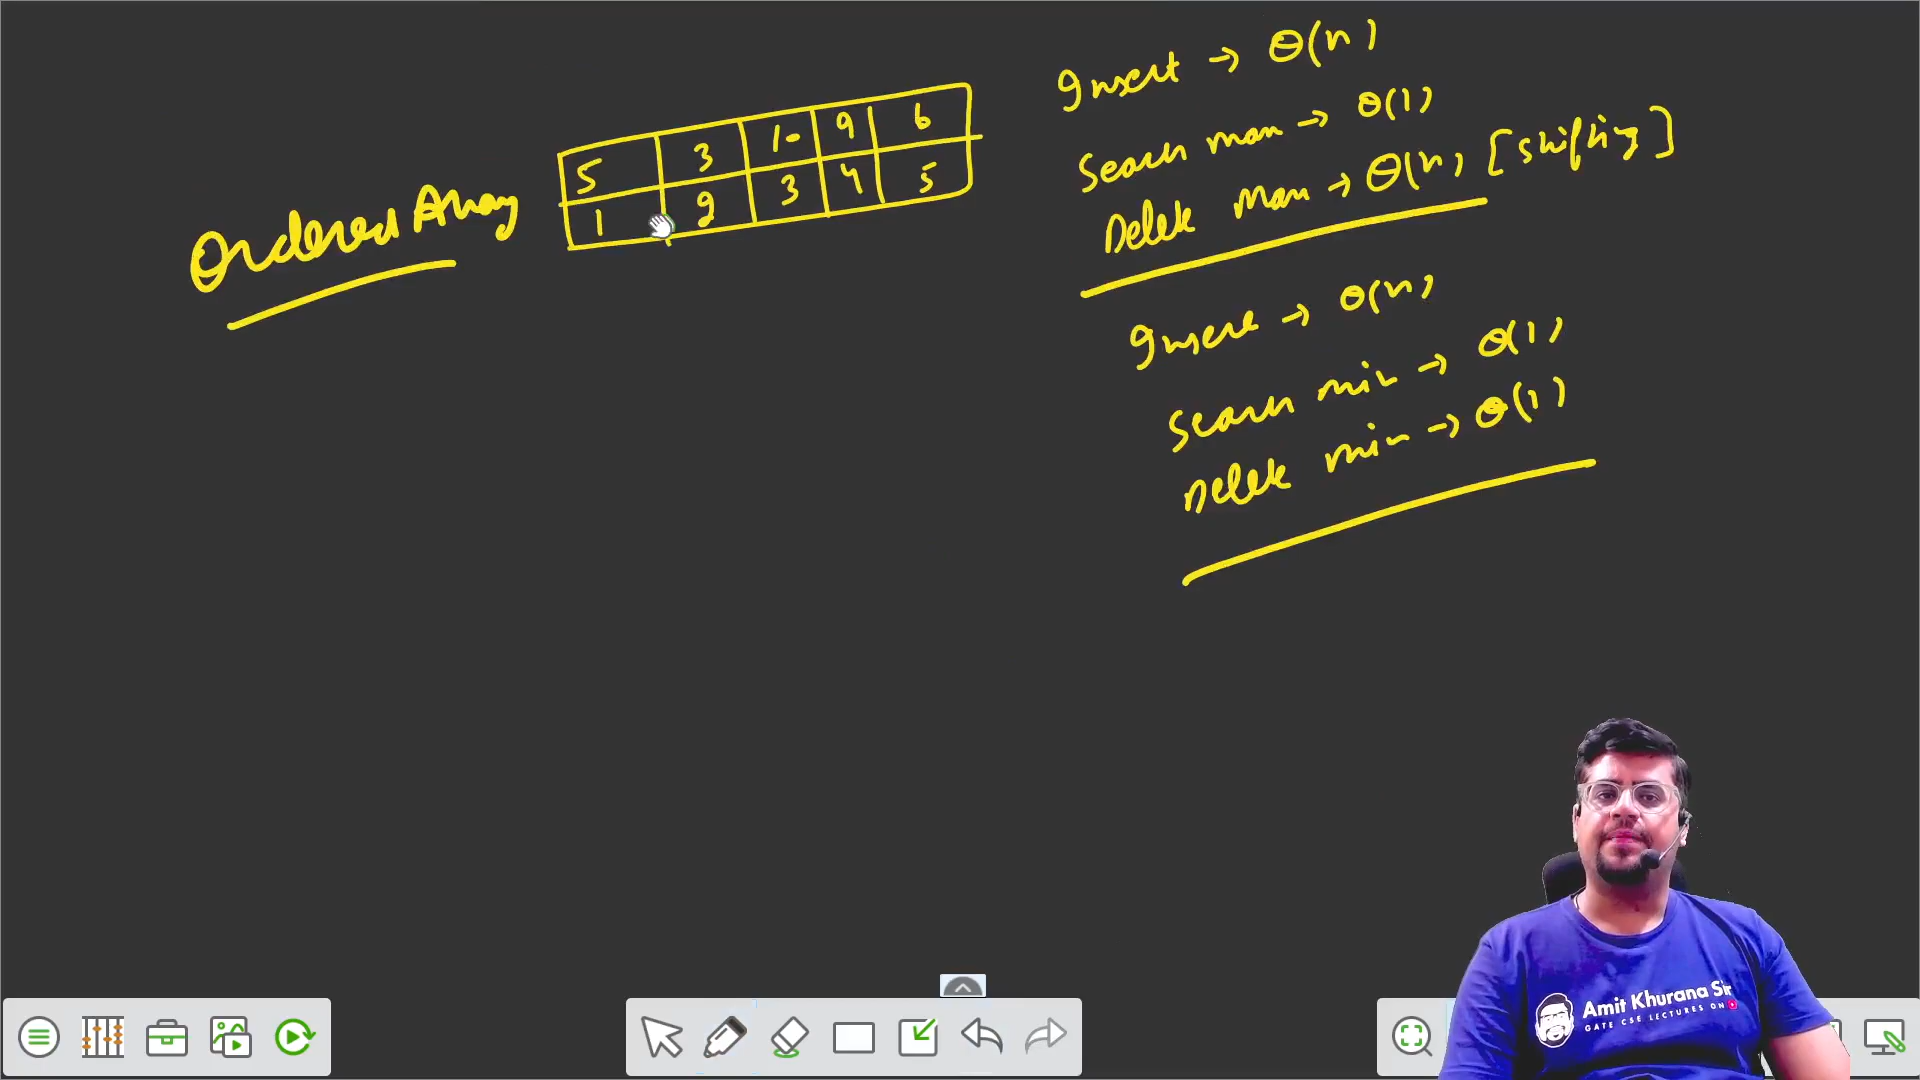 Ordered Array
5 3 10 9 6
1 2 3 4 5
Insert → Θ(n)
Search max → Θ(1)
Delete max → Θ(n) [shifting]
Insert → Θ(n)
Search min → Θ(1)
Delete min → Θ(1)
Amit Khurana Sir
GATE CSE LECTURES ON